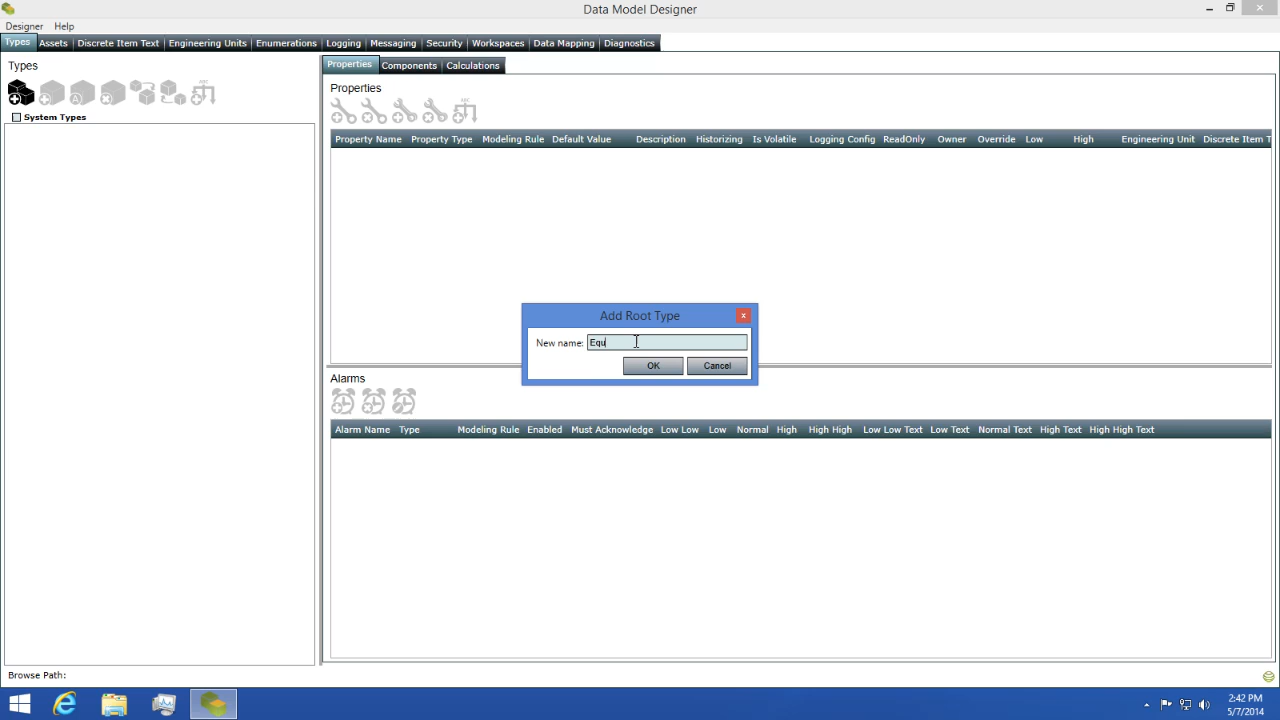 Data Model Designer
Designer Help
Types Assets Discrete Item Text Engineering Units Enumerations Logging Messaging Security Workspaces Data Mapping Diagnostics
Types
System Types
Properties Components Calculations
Properties
Property Name Property Type Modeling Rule Default Value Description Historizing Is Volatile Logging Config ReadOnly Owner Override Low High Engineering Unit Discrete Item T
Add Root Type
New name: Equ
OK Cancel
Alarms
Alarm Name Type Modeling Rule Enabled Must Acknowledge Low Low Low Normal High High High Low Low Text Low Text Normal Text High Text High High Text
Browse Path:
2:42 PM
5/7/2014